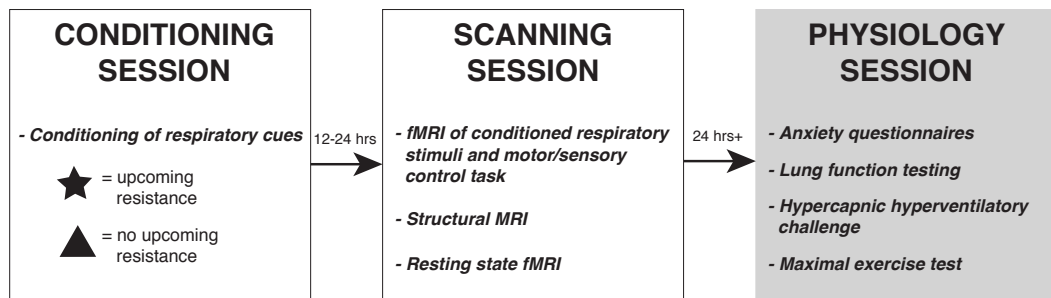 CONDITIONING
SESSION
- Conditioning of respiratory cues
= upcoming
resistance
= no upcoming
resistance
12-24 hrs
SCANNING
SESSION
- fMRI of conditioned respiratory
stimuli and motor/sensory
control task
- Structural MRI
- Resting state fMRI
24 hrs+
PHYSIOLOGY
SESSION
- Anxiety questionnaires
- Lung function testing
- Hypercapnic hyperventilatory
challenge
- Maximal exercise test